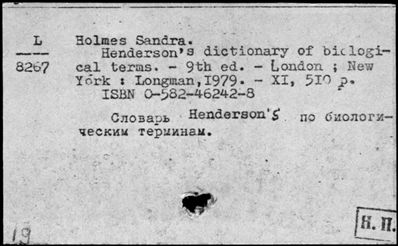 L
8267
Holmes Sandra.
Henderson's dictionary of biologi-
cal terms. - 9th ed. - London ; New
York : Longman,1979. - XI, 510 p.
ISBN 0-582-46242-8
Словарь Henderson's по биологи-
ческим терминам.
19
Н. П.